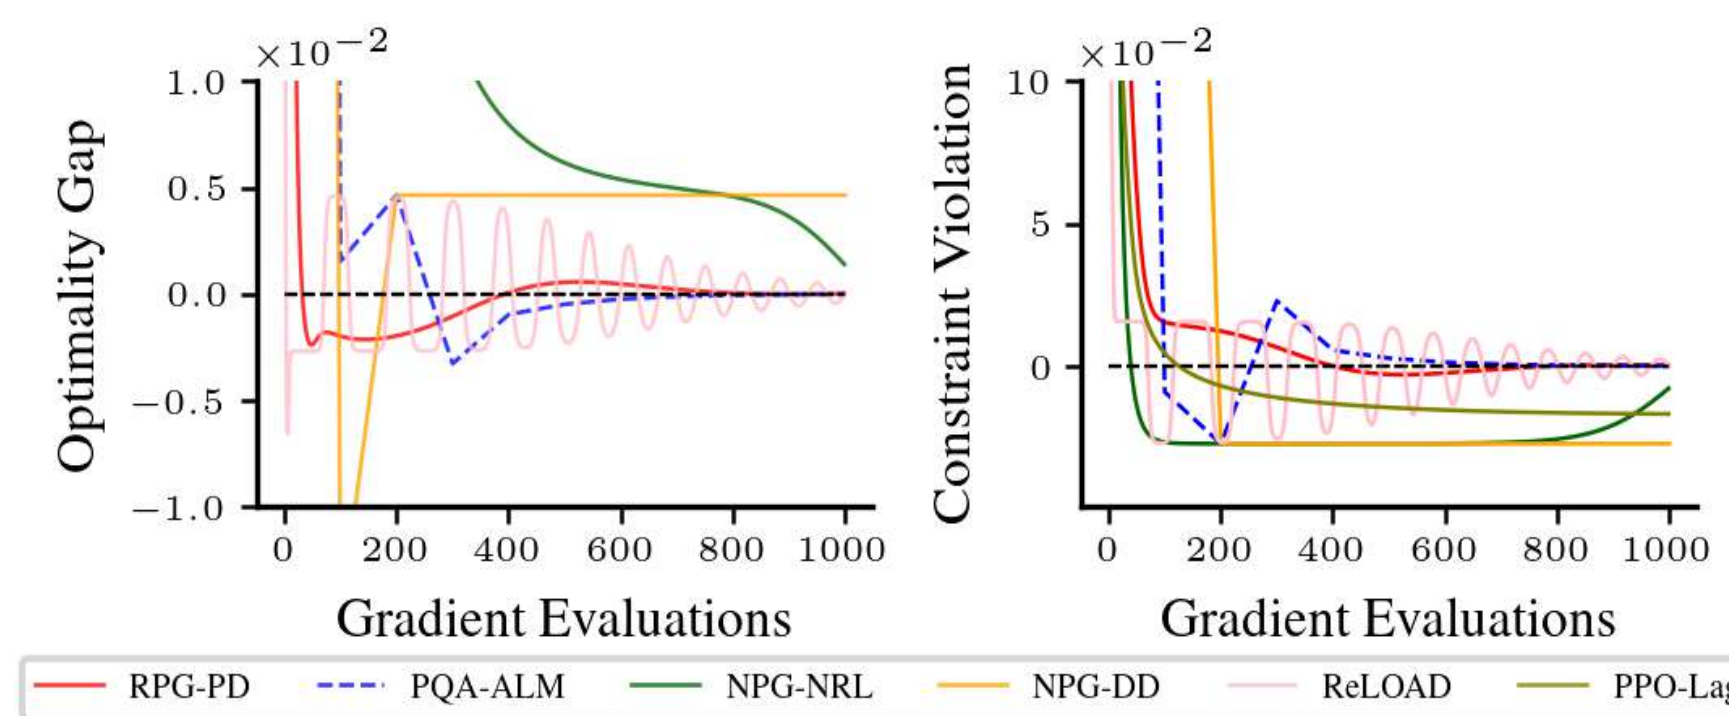 ×10−2
1.0
0.5
0.0
−0.5
−1.0
Optimality Gap
0 200 400 600 800 1000
Gradient Evaluations
×10−2
10
5
0
Constraint Violation
0 200 400 600 800 1000
Gradient Evaluations
RPG-PD PQA-ALM NPG-NRL NPG-DD ReLOAD PPO-Lag